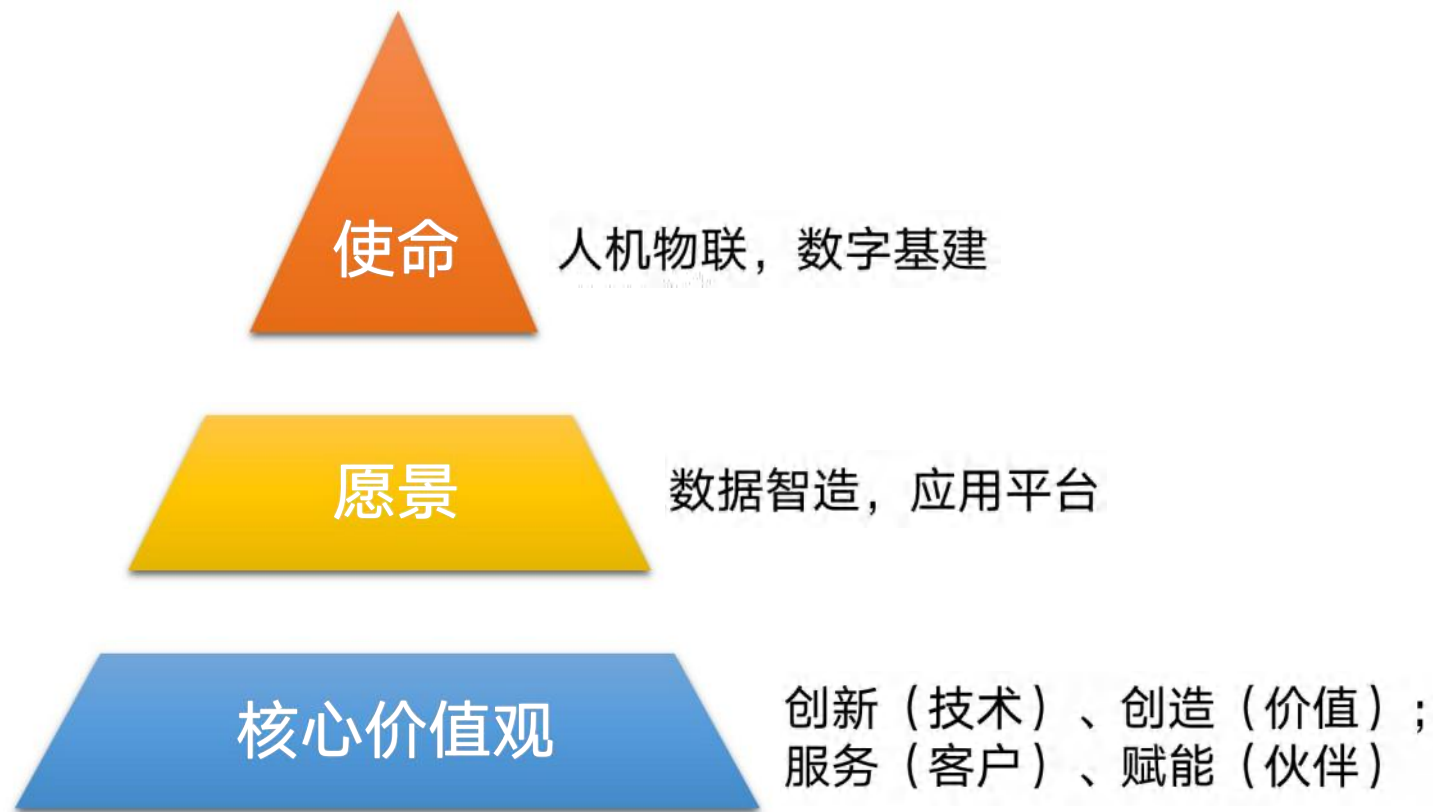 使命
人机物联，数字基建
愿景
数据智造，应用平台
核心价值观
创新（技术）、创造（价值）;
服务（客户）、赋能（伙伴）